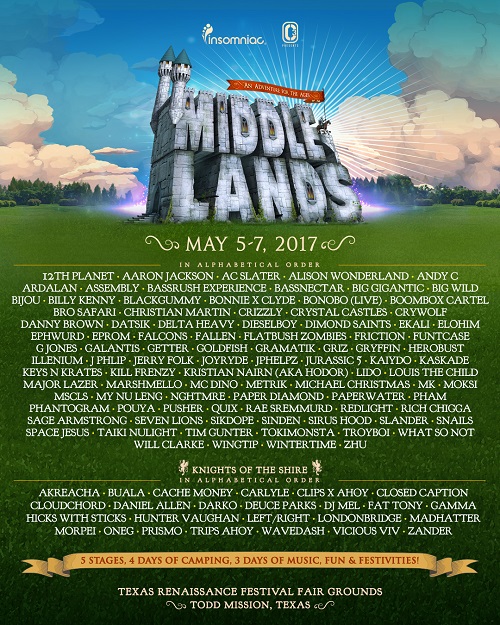 insomniac
PRESENTS
AN ADVENTURE FOR THE AGES
MIDDLE
LANDS
MAY 5-7, 2017
IN ALPHABETICAL ORDER
12TH PLANET · AARON JACKSON · AC SLATER · ALISON WONDERLAND · ANDY C
ARDALAN · ASSEMBLY · BASSRUSH EXPERIENCE · BASSNECTAR · BIG GIGANTIC · BIG WILD
BIJOU · BILLY KENNY · BLACKGUMMY · BONNIE X CLYDE · BONOBO (LIVE) · BOOMBOX CARTEL
BRO SAFARI · CHRISTIAN MARTIN · CRIZZLY · CRYSTAL CASTLES · CRYWOLF
DANNY BROWN · DATSIK · DELTA HEAVY · DIESELBOY · DIMOND SAINTS · EKALI · ELOHIM
EPHWURD · EPROM · FALCONS · FALLEN · FLATBUSH ZOMBIES · FRICTION · FUNTCASE
G JONES · GALANTIS · GETTER · GOLDFISH · GRAMATIK · GRIZ · GRYFFIN · HEROBUST
ILLENIUM · J PHLIP · JERRY FOLK · JOYRYDE · JPHELPZ · JURASSIC 5 · KAIYDO · KASKADE
KEYS N KRATES · KILL FRENZY · KRISTIAN NAIRN (AKA HODOR) · LIDO · LOUIS THE CHILD
MAJOR LAZER · MARSHMELLO · MC DINO · METRIK · MICHAEL CHRISTMAS · MK · MOKSI
MSCLS · MY NU LENG · NGHTMRE · PAPER DIAMOND · PAPERWATER · PHAM
PHANTOGRAM · POUYA · PUSHER · QUIX · RAE SREMMURD · REDLIGHT · RICH CHIGGA
SAGE ARMSTRONG · SEVEN LIONS · SIKDOPE · SINDEN · SIRUS HOOD · SLANDER · SNAILS
SPACE JESUS · TAIKI NULIGHT · TIM GUNTER · TOKIMONSTA · TROYBOI · WHAT SO NOT
WILL CLARKE · WINGTIP · WINTERTIME · ZHU
KNIGHTS OF THE SHIRE
IN ALPHABETICAL ORDER
AKREACHA · BUALA · CACHE MONEY · CARLYLE · CLIPS X AHOY · CLOSED CAPTION
CLOUDCHORD · DANIEL ALLEN · DARKO · DEUCE PARKS · DJ MEL · FAT TONY · GAMMA
HICKS WITH STICKS · HUNTER VAUGHAN · LEFT/RIGHT · LONDONBRIDGE · MADHATTER
MORPEI · ONEG · PRISMO · TRIPS AHOY · WAVEDASH · VICIOUS VIV · ZANDER
5 STAGES, 4 DAYS OF CAMPING, 3 DAYS OF MUSIC, FUN & FESTIVITIES!
TEXAS RENAISSANCE FESTIVAL FAIR GROUNDS
TODD MISSION, TEXAS